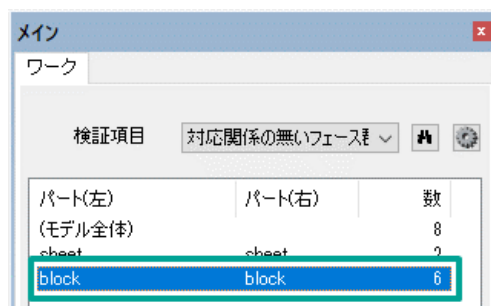 メイン
ワーク
検証項目 対応関係の無いフェース
パート(左) パート(右) 数
(モデル全体) 8
sheet sheet 2
block block 6